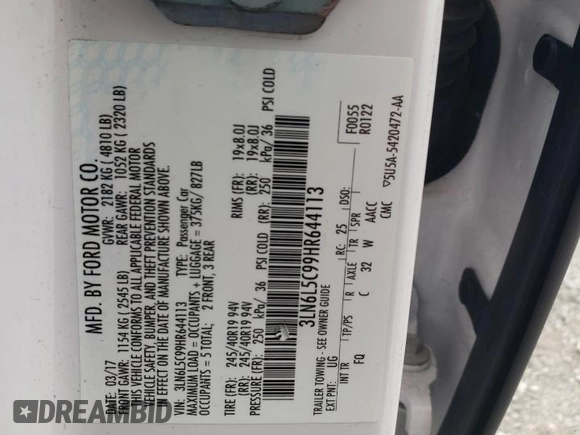 MFD. BY FORD MOTOR CO.
DATE: 03/17 GVWR: 2182 KG ( 4810 LB)
FRONT GAWR: 1154 KG ( 2545 LB) REAR GAWR: 1052 KG ( 2320 LB)
THIS VEHICLE CONFORMS TO ALL APPLICABLE FEDERAL MOTOR
VEHICLE SAFETY, BUMPER, AND THEFT PREVENTION STANDARDS
IN EFFECT ON THE DATE OF MANUFACTURE SHOWN ABOVE.
VIN: 3LN6L5C99HR644113 TYPE: Passenger Car
MAXIMUM LOAD = OCCUPANTS + LUGGAGE = 375KG/ 827LB
OCCUPANTS = 5 TOTAL: 2 FRONT, 3 REAR
TIRE (FR): 245/40R19 94V RIMS (FR): 19x8.0J
TIRE (RR): 245/40R19 94V (RR): 19x8.0J
PRESSURE (FR): 250 kPa/ 36 PSI COLD (RR): 250 kPa/ 36 PSI COLD
3LN6L5C99HR644113
F0055
R0122
TRAILER TOWING - SEE OWNER GUIDE
EXT PNT: UG RC: 25 DSO:
INT TR TP/PS R AXLE TR SPR
FQ C 32 W AACC
CMC
▽5U5A-5420472-AA
DREAMBID